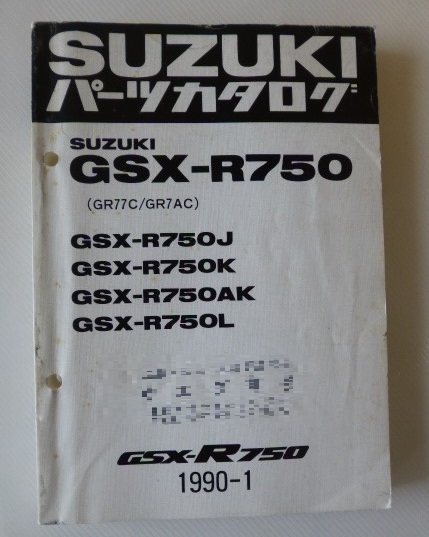 SUZUKI
パーツカタログ
SUZUKI
GSX-R750
(GR77C/GR7AC)
GSX-R750J
GSX-R750K
GSX-R750AK
GSX-R750L
GSX-R750
1990-1